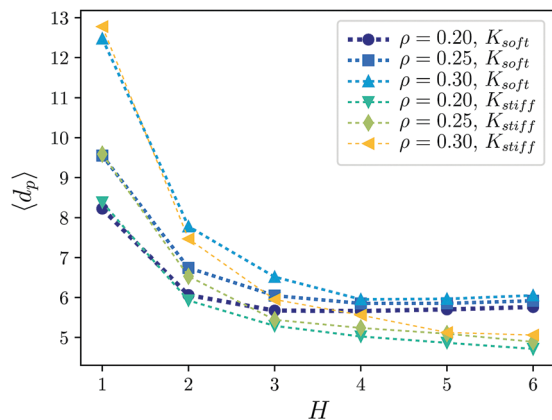 13
12
11
10
9
8
7
6
5
⟨d_p⟩
1 2 3 4 5 6
H
ρ = 0.20, K_soft
ρ = 0.25, K_soft
ρ = 0.30, K_soft
ρ = 0.20, K_stiff
ρ = 0.25, K_stiff
ρ = 0.30, K_stiff